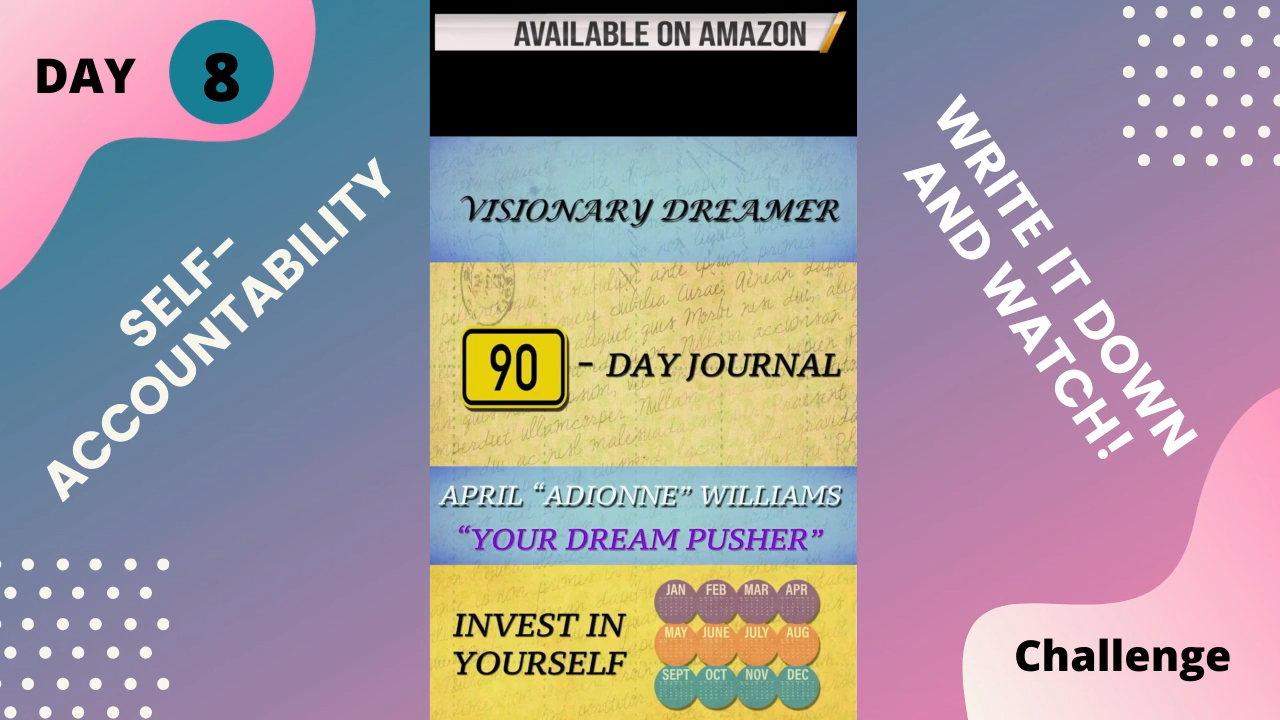 DAY 8
SELF-
ACCOUNTABILITY
AVAILABLE ON AMAZON
VISIONARY DREAMER
90 - DAY JOURNAL
APRIL “ADIONNE” WILLIAMS
“YOUR DREAM PUSHER”
INVEST IN
YOURSELF
JAN FEB MAR APR
MAY JUNE JULY AUG
SEPT OCT NOV DEC
WRITE IT DOWN
AND WATCH!
Challenge